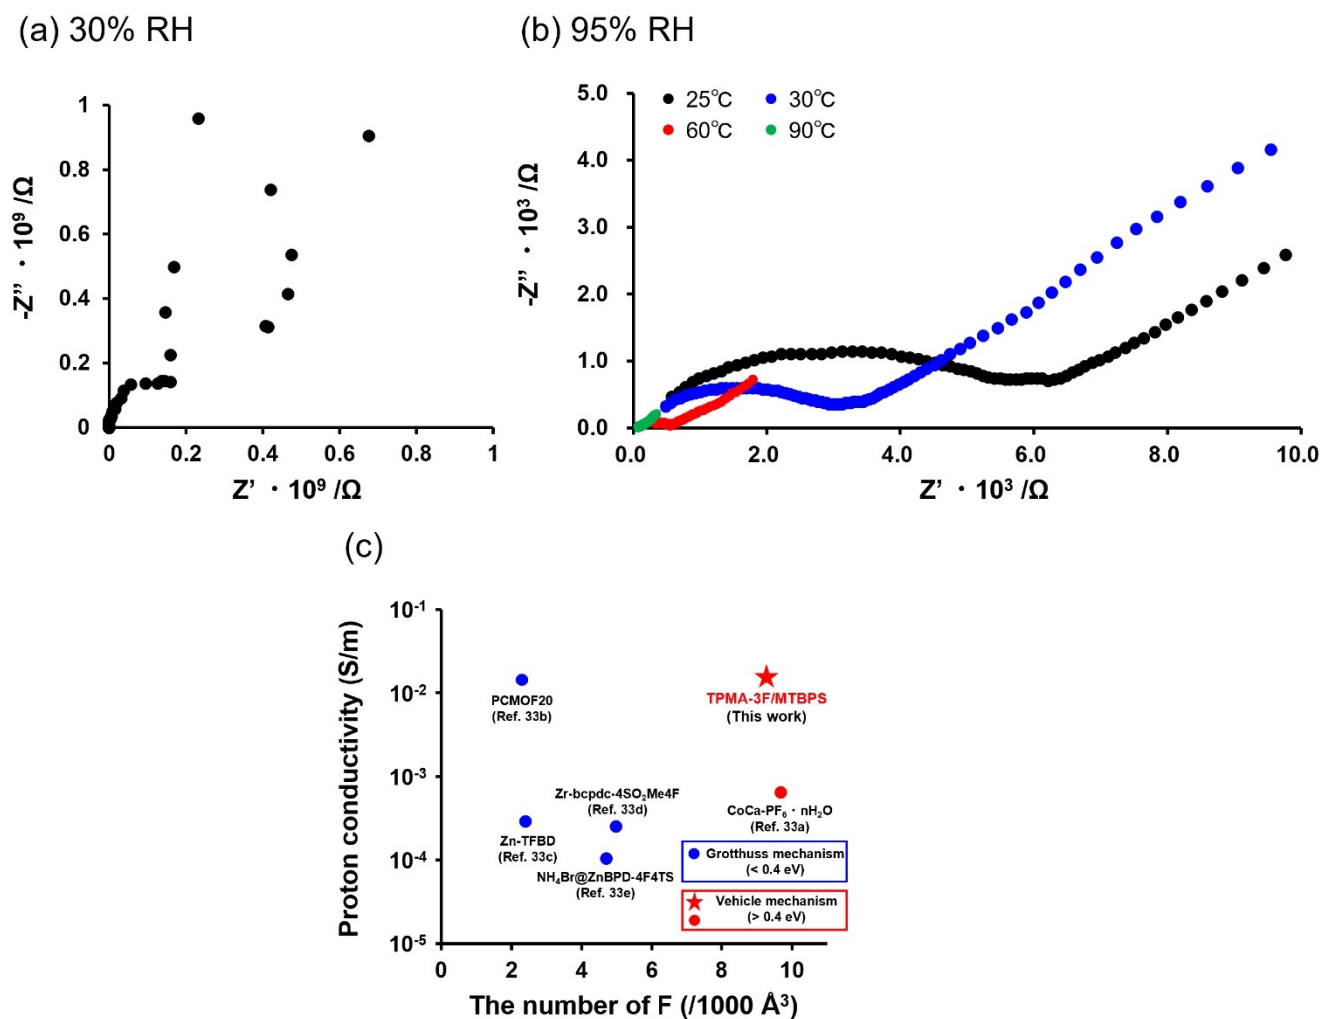 (a) 30% RH
(b) 95% RH
-Z’’ ・10⁹ /Ω
1
0.8
0.6
0.4
0.2
0
0
0.2
0.4
0.6
0.8
1
Z’ ・10⁹ /Ω
-Z’’ ・10³ /Ω
5.0
4.0
3.0
2.0
1.0
0.0
25℃
30℃
60℃
90℃
0.0
2.0
4.0
6.0
8.0
10.0
Z’ ・10³ /Ω
(c)
Proton conductivity (S/m)
10⁻¹
10⁻²
10⁻³
10⁻⁴
10⁻⁵
PCMOF20
(Ref. 33b)
TPMA-3F/MTBPS
(This work)
Zr-bcpdc-4SO₂Me4F
(Ref. 33d)
CoCa-PF₆・nH₂O
(Ref. 33a)
Zn-TFBD
(Ref. 33c)
NH₄Br@ZnBPD-4F4TS
(Ref. 33e)
Grotthuss mechanism
(< 0.4 eV)
Vehicle mechanism
(> 0.4 eV)
0
2
4
6
8
10
The number of F (/1000 Å³)